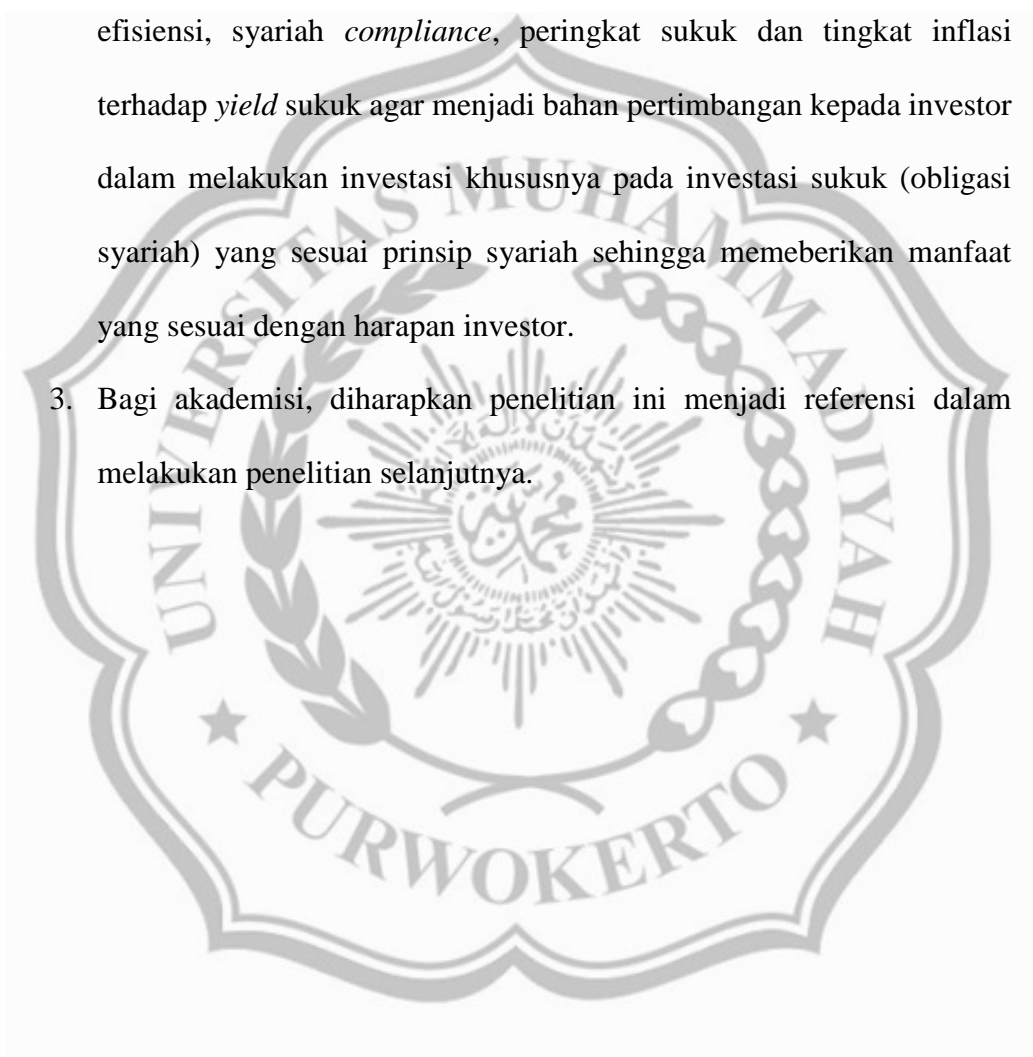 efisiensi, syariah compliance, peringkat sukuk dan tingkat inflasi
terhadap yield sukuk agar menjadi bahan pertimbangan kepada investor
dalam melakukan investasi khususnya pada investasi sukuk (obligasi
syariah) yang sesuai prinsip syariah sehingga memeberikan manfaat
yang sesuai dengan harapan investor.
3. Bagi akademisi, diharapkan penelitian ini menjadi referensi dalam
melakukan penelitian selanjutnya.
UNIVERSITAS MUHAMMADIYAH
PURWOKERTO